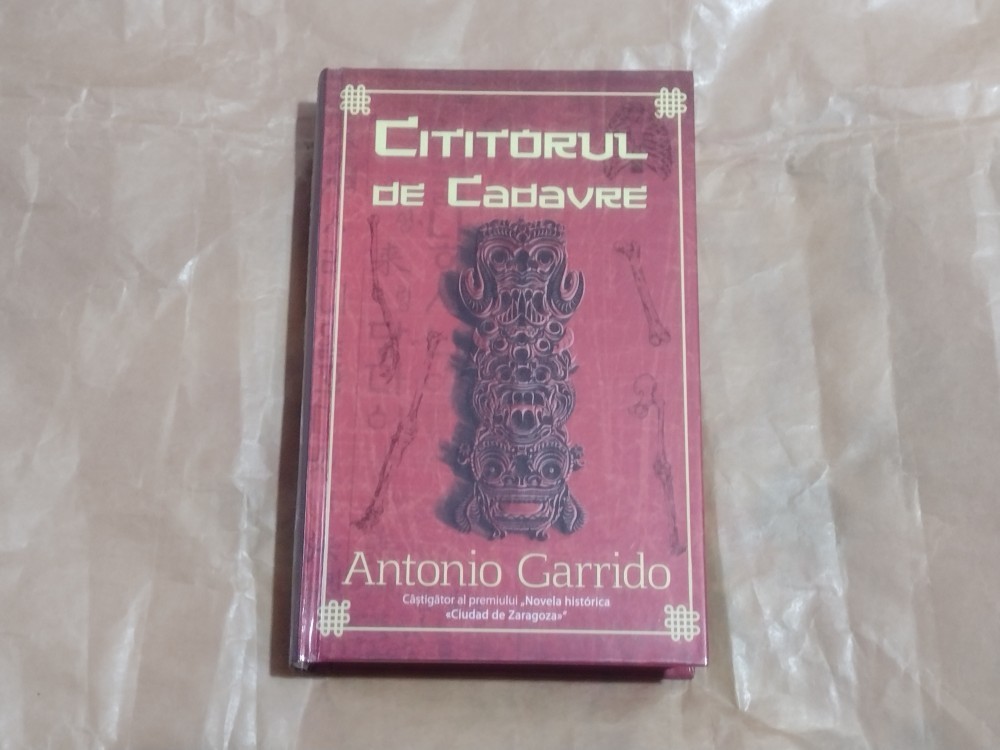 CITITORUL
DE CADAVRE
Antonio Garrido
Câștigător al premiului „Novela histórica
«Ciudad de Zaragoza»”